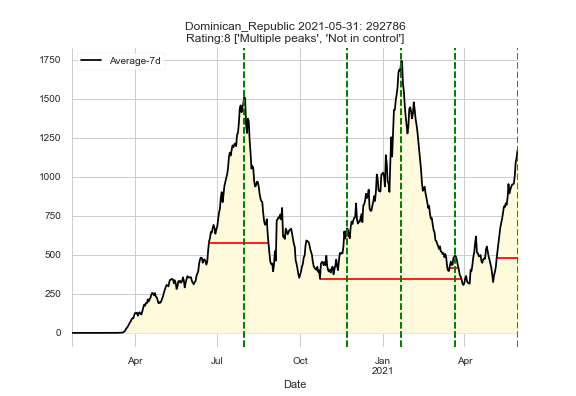 Dominican_Republic 2021-05-31: 292786
Rating:8 ['Multiple peaks', 'Not in control']
Average-7d
1750
1500
1250
1000
750
500
250
0
Apr Jul Oct Jan Apr
2021
Date